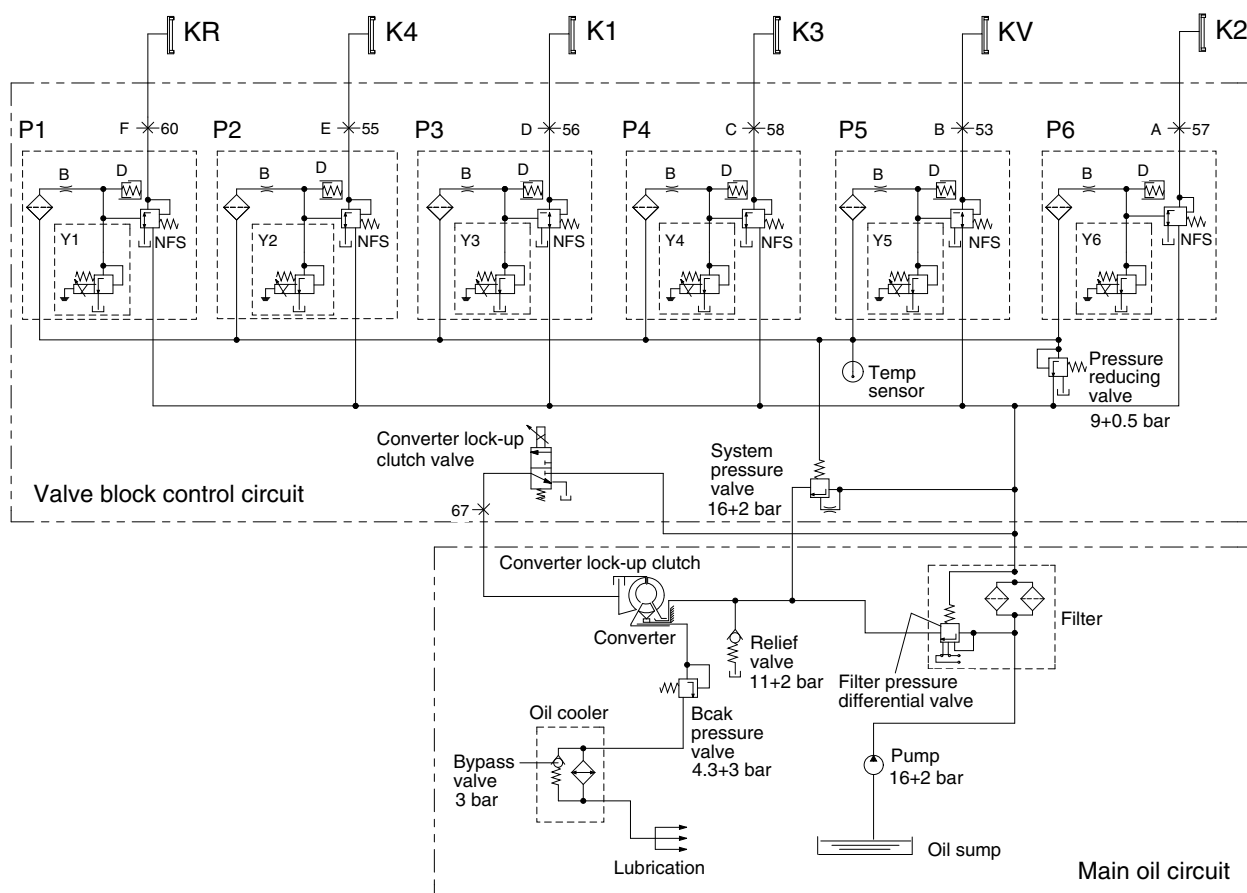 KR K4 K1 K3 KV K2
P1 F 60 P2 E 55 P3 D 56 P4 C 58 P5 B 53 P6 A 57
B D B D B D B D B D B D
Y1 NFS Y2 NFS Y3 NFS Y4 NFS Y5 NFS Y6 NFS
Temp
sensor
Pressure
reducing
valve
9+0.5 bar
Converter lock-up
clutch valve
System
pressure
valve
16+2 bar
Valve block control circuit
67
Converter lock-up clutch
Converter
Relief
valve
11+2 bar
Filter
Filter pressure
differential valve
Oil cooler
Bcak
pressure
valve
4.3+3 bar
Bypass
valve
3 bar
Pump
16+2 bar
Lubrication
Oil sump
Main oil circuit